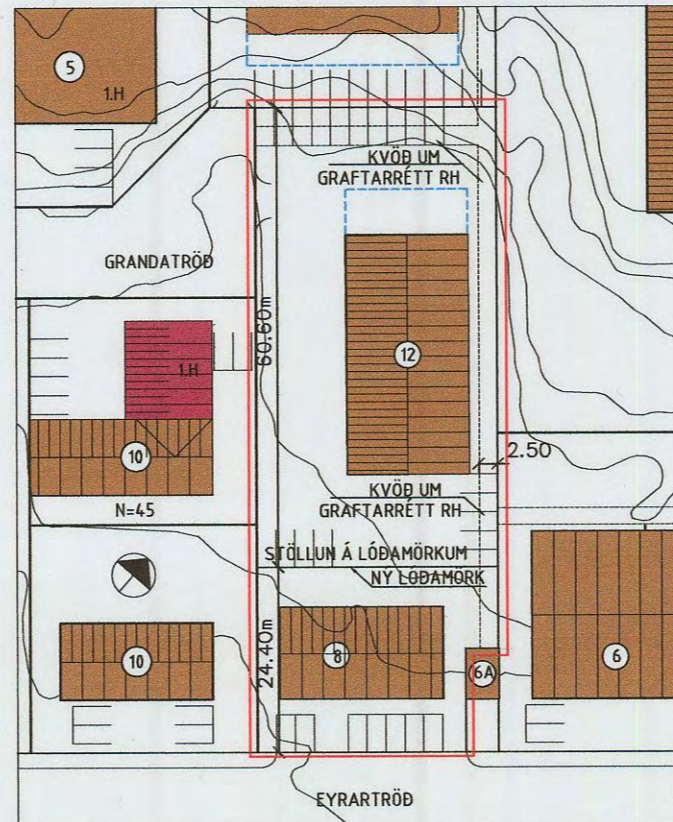 5
1.H
KVÖÐ UM
GRAFTARRÉTT RH
GRANDATRÖÐ
60.60m
12
1.H
10
2.50
N=45
KVÖÐ UM
GRAFTARRÉTT RH
STÖLLUN Á LÓÐAMÖRKUM
NÝ LÓÐAMÖRK
10
24.40m
8
6A
6
EYRARTRÖÐ